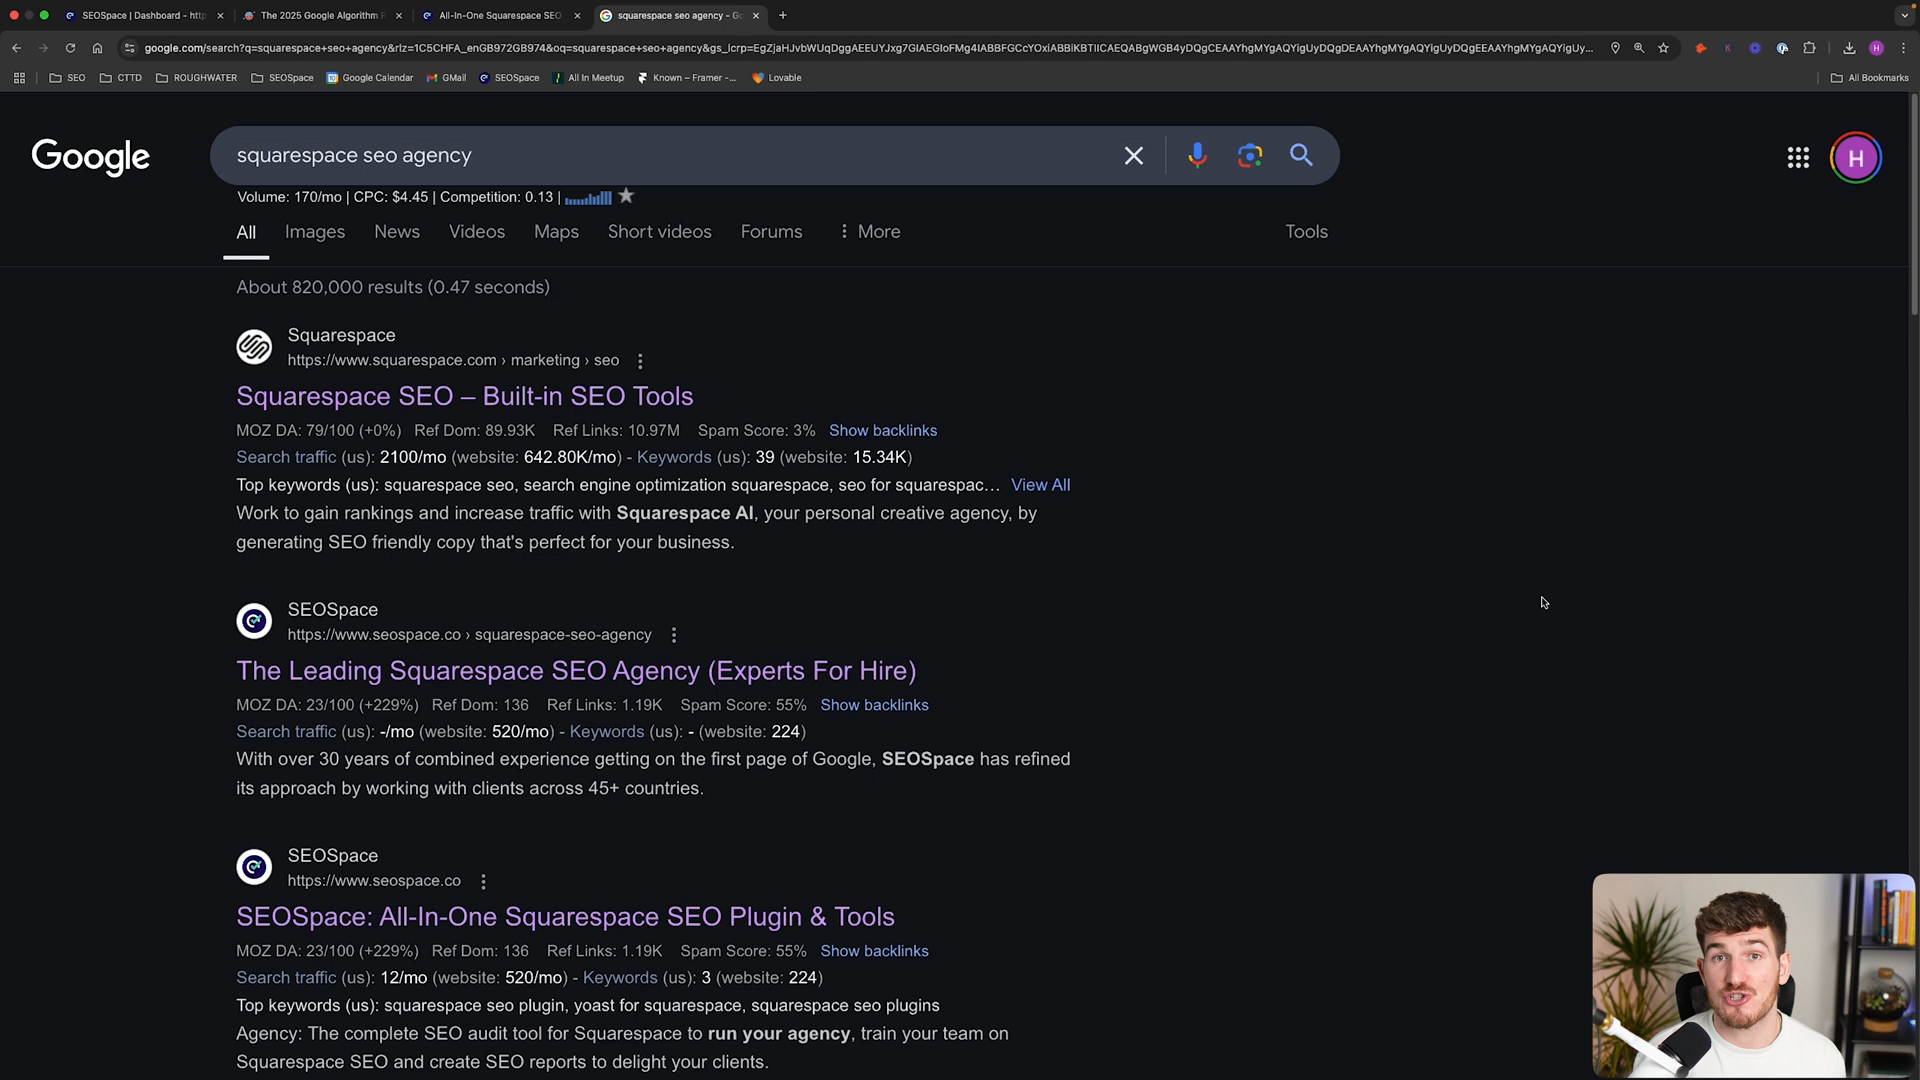 SEOSpace | Dashboard - http
The 2025 Google Algorithm R
All-In-One Squarespace SEO
squarespace seo agency - Go
google.com/search?q=squarespace+seo+agency&rlz=1C5CHFA_enGB972GB974&oq=squarespace+seo+agency&gs_lcrp=
SEO
CTTD
ROUGHWATER
SEOSpace
Google Calendar
GMail
SEOSpace
All In Meetup
Known – Framer -...
Lovable
All Bookmarks
Google
squarespace seo agency
H
Volume: 170/mo | CPC: $4.45 | Competition: 0.13 |
All
Images
News
Videos
Maps
Short videos
Forums
More
Tools
About 820,000 results (0.47 seconds)
Squarespace
https://www.squarespace.com › marketing › seo
Squarespace SEO – Built-in SEO Tools
MOZ DA: 79/100 (+0%) Ref Dom: 89.93K Ref Links: 10.97M Spam Score: 3% Show backlinks
Search traffic (us): 2100/mo (website: 642.80K/mo) - Keywords (us): 39 (website: 15.34K)
Top keywords (us): squarespace seo, search engine optimization squarespace, seo for squarespac... View All
Work to gain rankings and increase traffic with Squarespace AI, your personal creative agency, by
generating SEO friendly copy that's perfect for your business.
SEOSpace
https://www.seospace.co › squarespace-seo-agency
The Leading Squarespace SEO Agency (Experts For Hire)
MOZ DA: 23/100 (+229%) Ref Dom: 136 Ref Links: 1.19K Spam Score: 55% Show backlinks
Search traffic (us): -/mo (website: 520/mo) - Keywords (us): - (website: 224)
With over 30 years of combined experience getting on the first page of Google, SEOSpace has refined
its approach by working with clients across 45+ countries.
SEOSpace
https://www.seospace.co
SEOSpace: All-In-One Squarespace SEO Plugin & Tools
MOZ DA: 23/100 (+229%) Ref Dom: 136 Ref Links: 1.19K Spam Score: 55% Show backlinks
Search traffic (us): 12/mo (website: 520/mo) - Keywords (us): 3 (website: 224)
Top keywords (us): squarespace seo plugin, yoast for squarespace, squarespace seo plugins
Agency: The complete SEO audit tool for Squarespace to run your agency, train your team on
Squarespace SEO and create SEO reports to delight your clients.